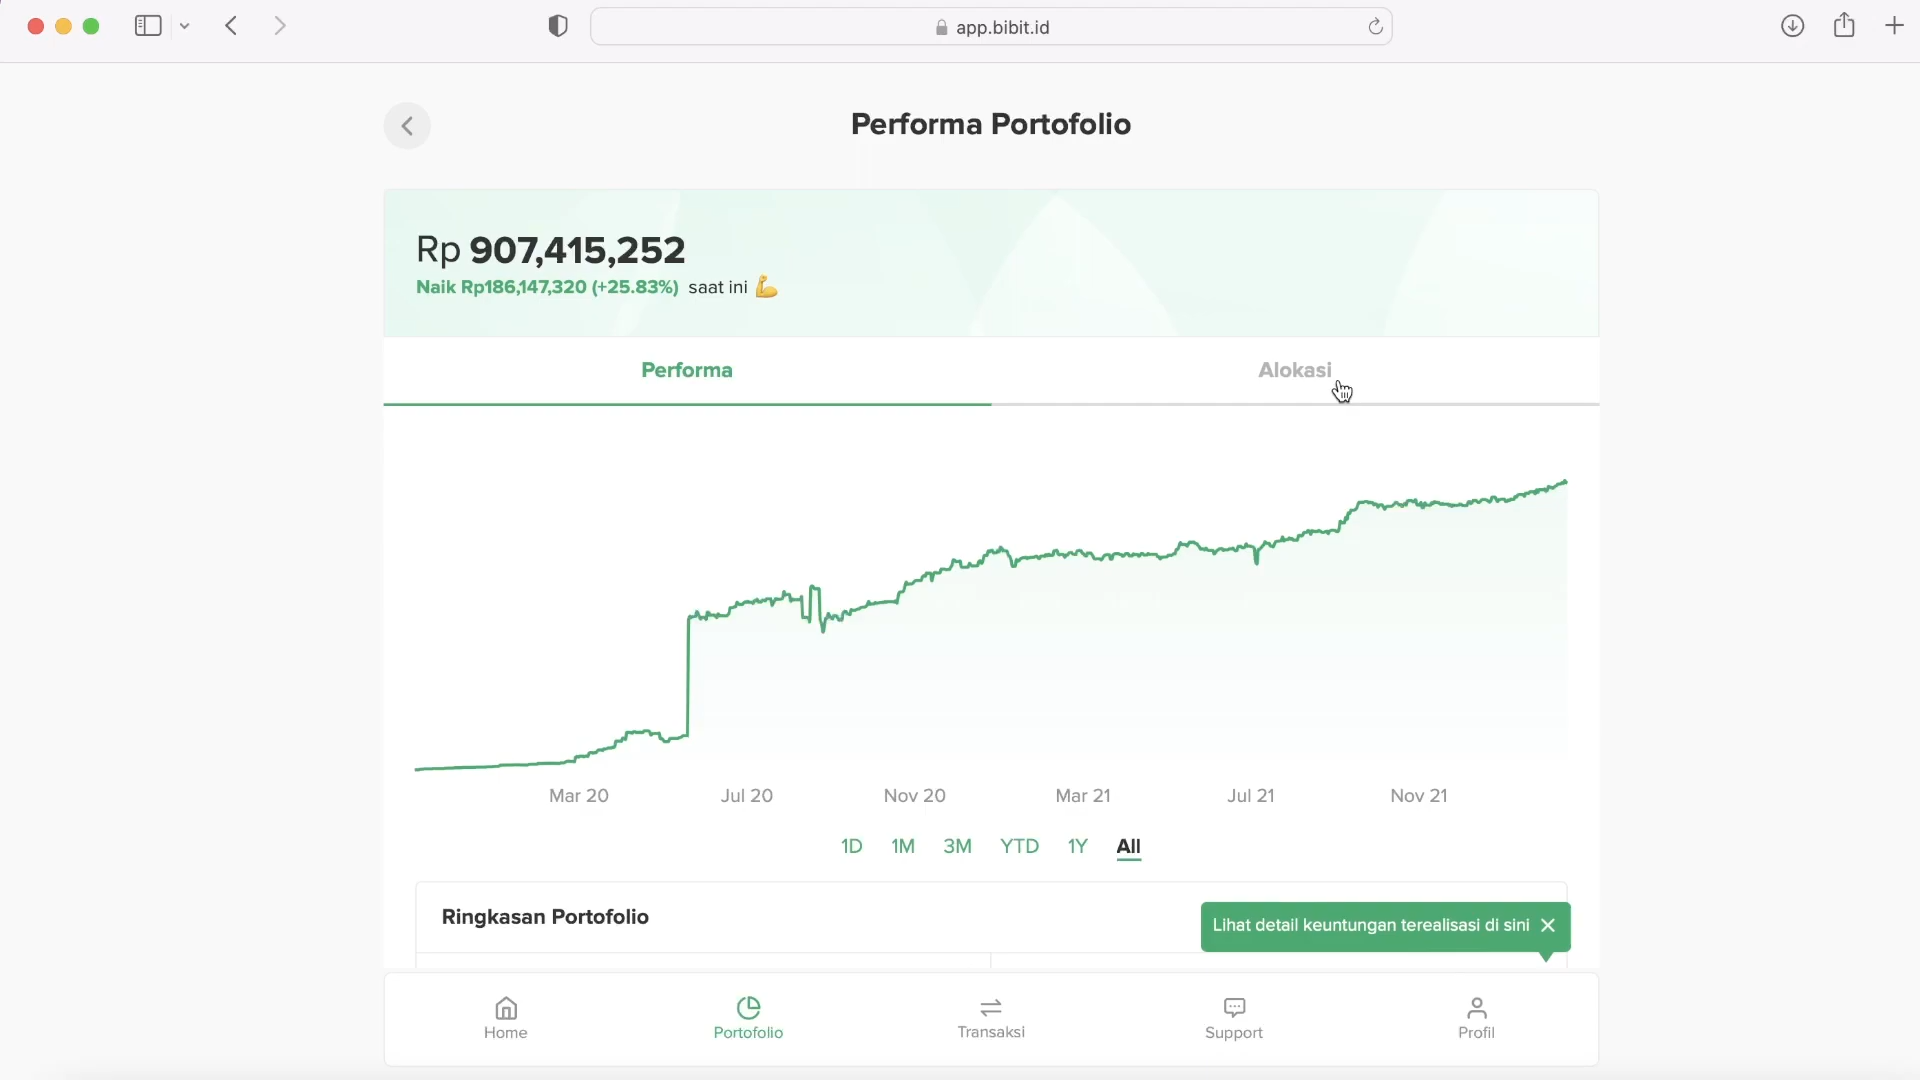 app.bibit.id
Performa Portofolio
Rp 907,415,252
Naik Rp186,147,320 (+25.83%) saat ini 💪
Performa
Alokasi
Mar 20
Jul 20
Nov 20
Mar 21
Jul 21
Nov 21
1D
1M
3M
YTD
1Y
All
Ringkasan Portofolio
Lihat detail keuntungan terealisasi di sini
Home
Portofolio
Transaksi
Support
Profil